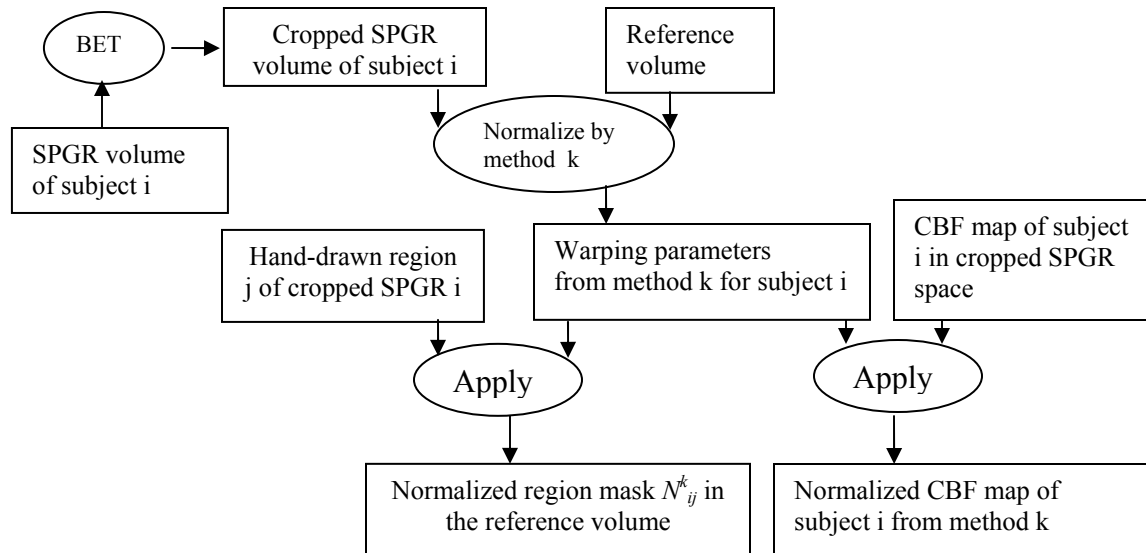 BET
Cropped SPGR
volume of subject i
Reference
volume
SPGR volume
of subject i
Normalize by
method k
Hand-drawn region
j of cropped SPGR i
Warping parameters
from method k for subject i
CBF map of subject
i in cropped SPGR
space
Apply
Apply
Normalized region mask N^k_ij in
the reference volume
Normalized CBF map of
subject i from method k